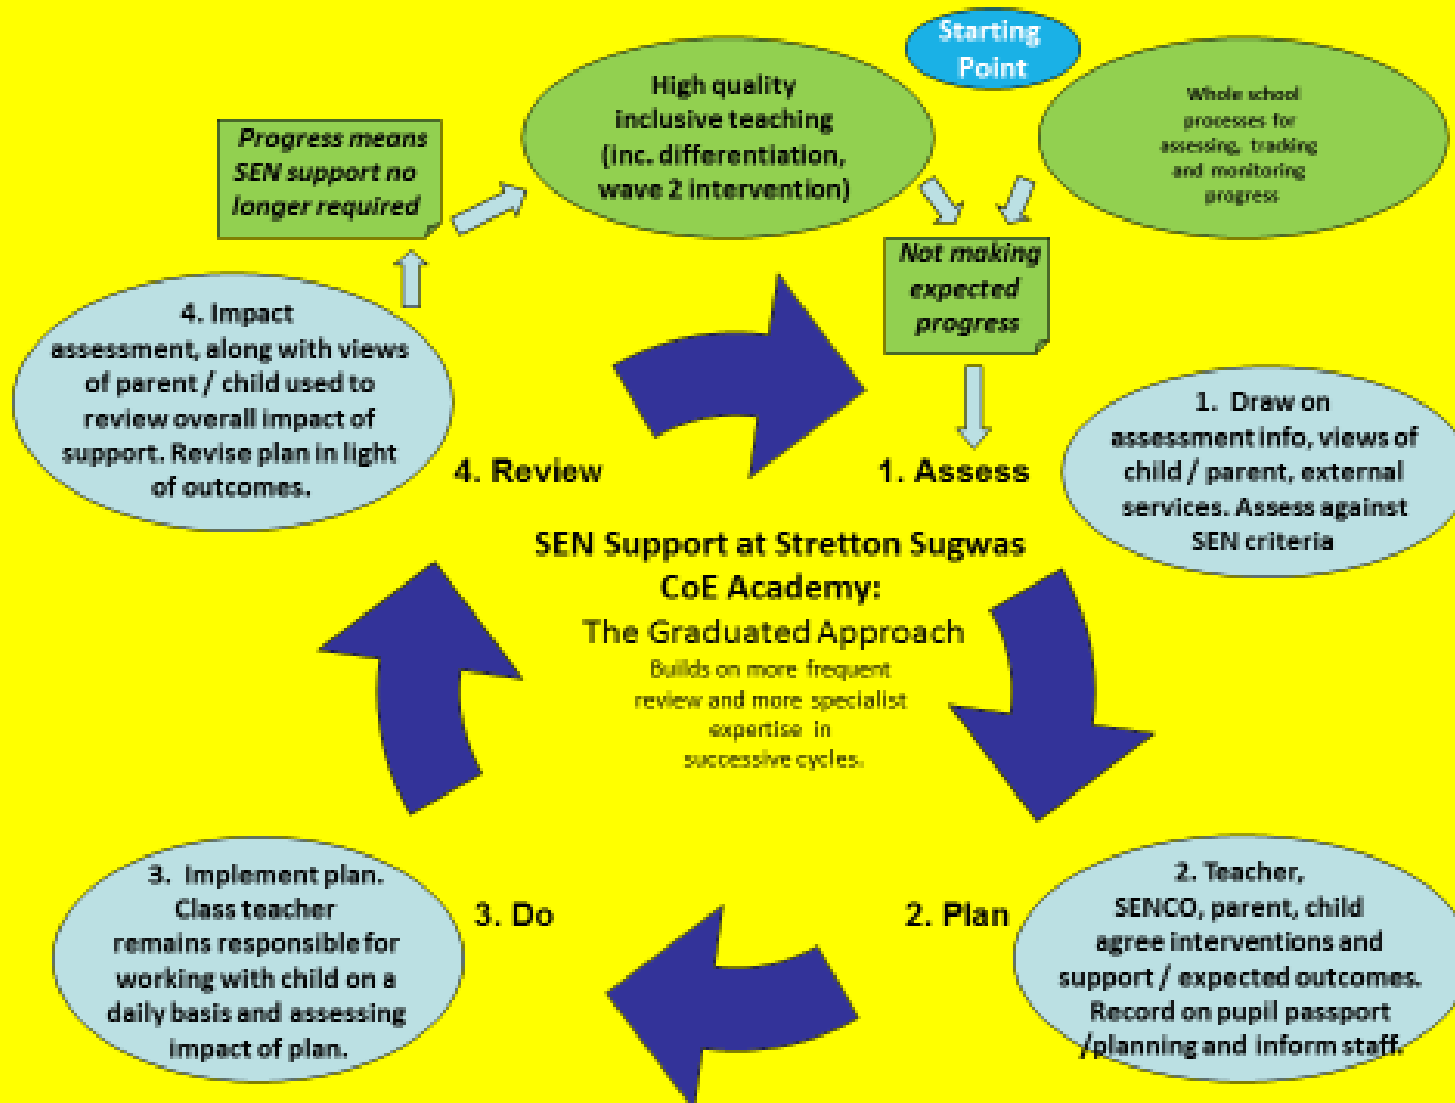 Starting
Point
High quality
inclusive teaching
(inc. differentiation,
wave 2 intervention)
Whole school
processes for
assessing, tracking
and monitoring
progress
Progress means
SEN support no
longer required
Not making
expected
progress
4. Impact
assessment, along with views
of parent / child used to
review overall impact of
support. Revise plan in light
of outcomes.
4. Review
1. Assess
1. Draw on
assessment info, views of
child / parent, external
services. Assess against
SEN criteria
SEN Support at Stretton Sugwas
CoE Academy:
The Graduated Approach
Builds on more frequent
review and more specialist
expertise in
successive cycles.
3. Implement plan.
Class teacher
remains responsible for
working with child on a
daily basis and assessing
impact of plan.
3. Do
2. Plan
2. Teacher,
SENCO, parent, child
agree interventions and
support / expected outcomes.
Record on pupil passport
/planning and inform staff.